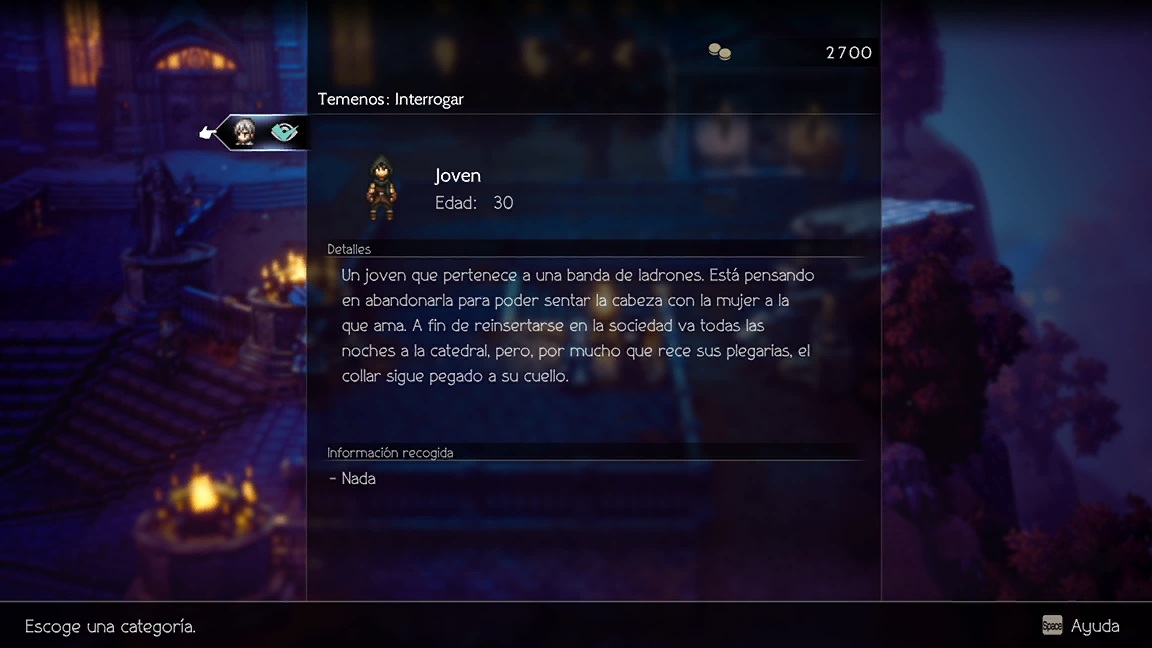 2700
Temenos: Interrogar
Joven
Edad: 30
Detalles
Un joven que pertenece a una banda de ladrones. Está pensando
en abandonarla para poder sentar la cabeza con la mujer a la
que ama. A fin de reinsertarse en la sociedad va todas las
noches a la catedral, pero, por mucho que rece sus plegarias, el
collar sigue pegado a su cuello.
Información recogida
- Nada
Escoge una categoría.
Space Ayuda